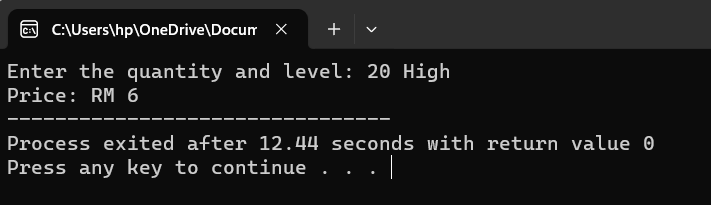 C:\Users\hp\OneDrive\Docum
Enter the quantity and level: 20 High
Price: RM 6
--------------------------------
Process exited after 12.44 seconds with return value 0
Press any key to continue . . .